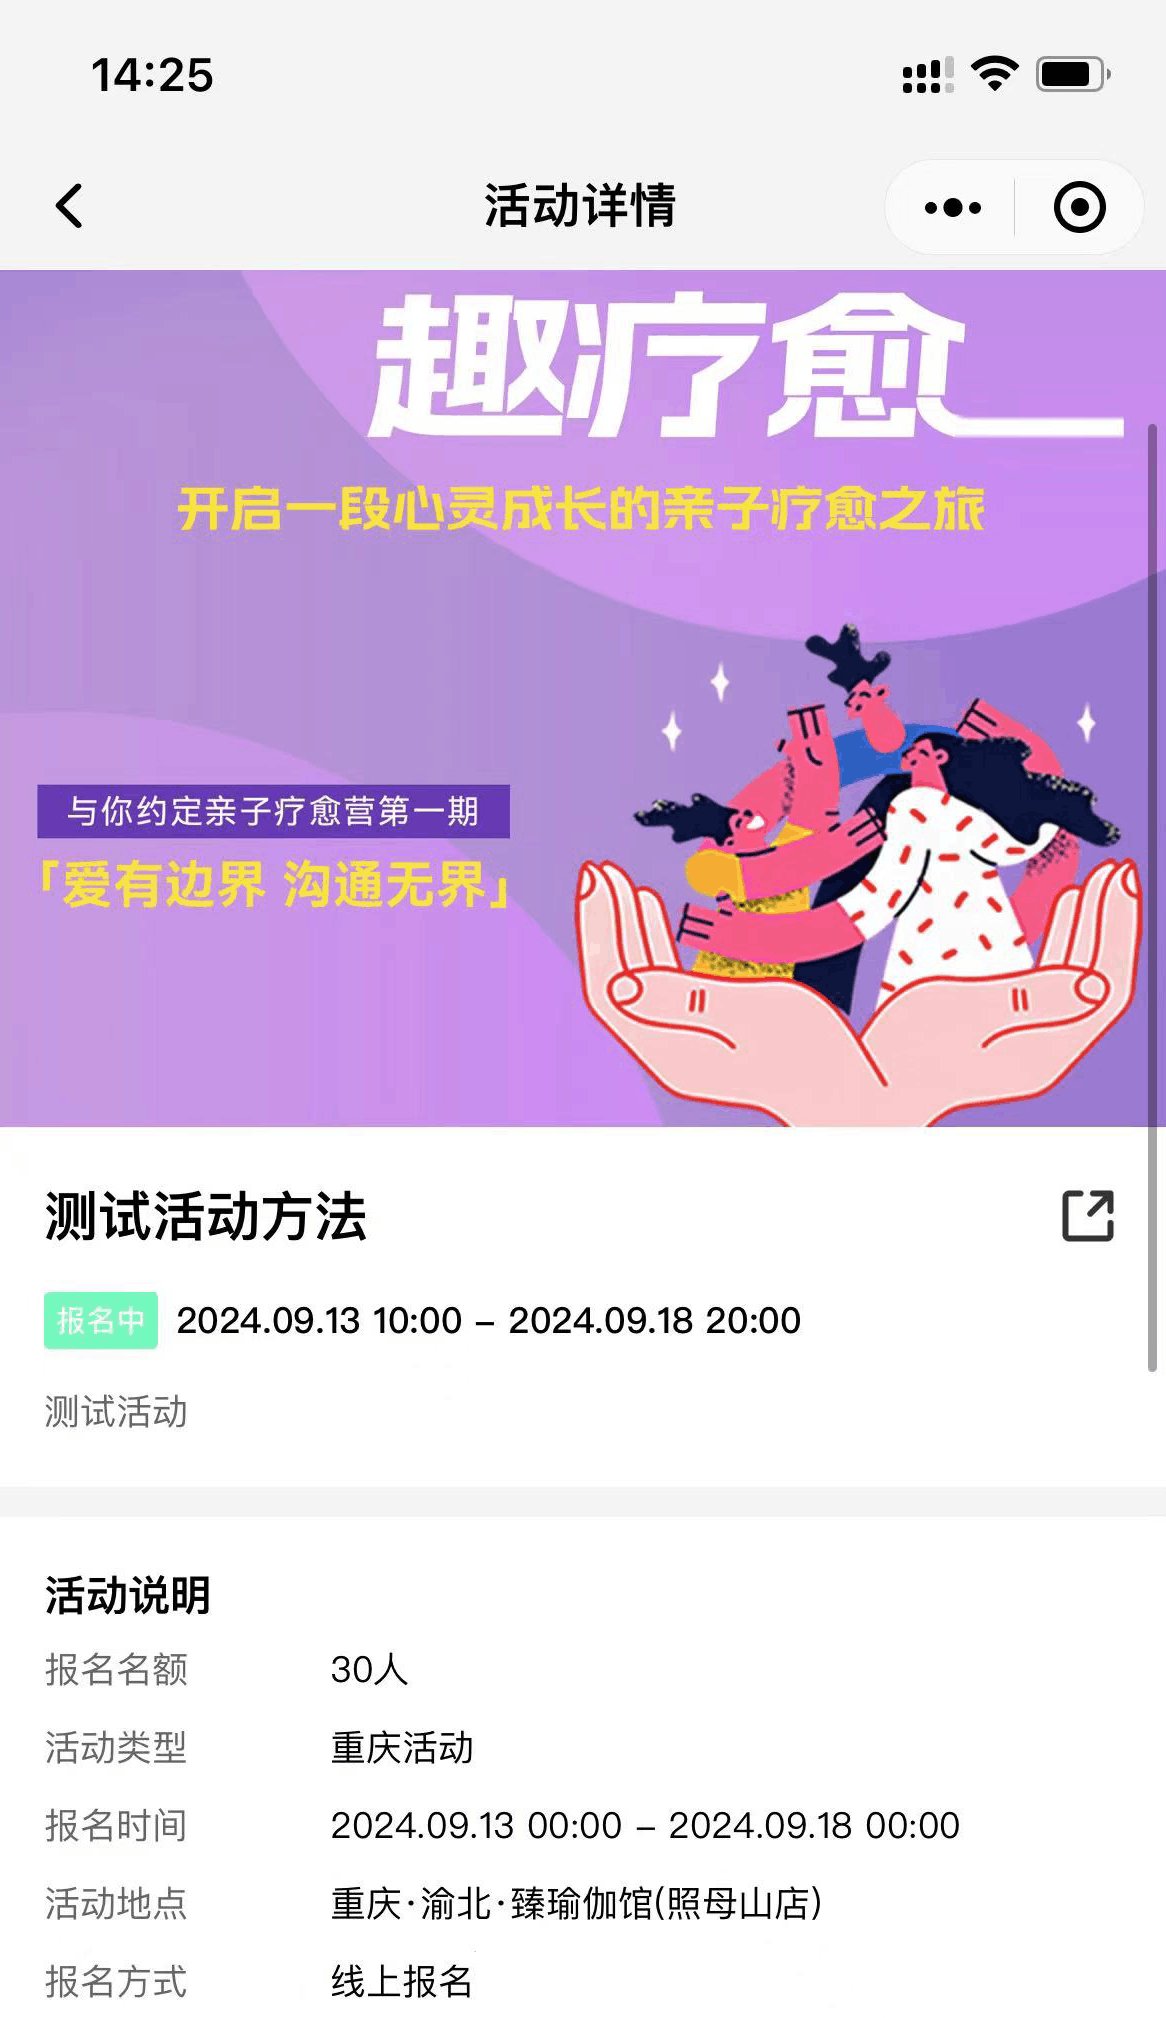 14:25
活动详情
趣疗愈
开启一段心灵成长的亲子疗愈之旅
与你约定亲子疗愈营第一期
「爱有边界 沟通无界」
测试活动方法
报名中 2024.09.13 10:00 – 2024.09.18 20:00
测试活动
活动说明
报名名额 30人
活动类型 重庆活动
报名时间 2024.09.13 00:00 – 2024.09.18 00:00
活动地点 重庆·渝北·臻瑜伽馆(照母山店)
报名方式 线上报名